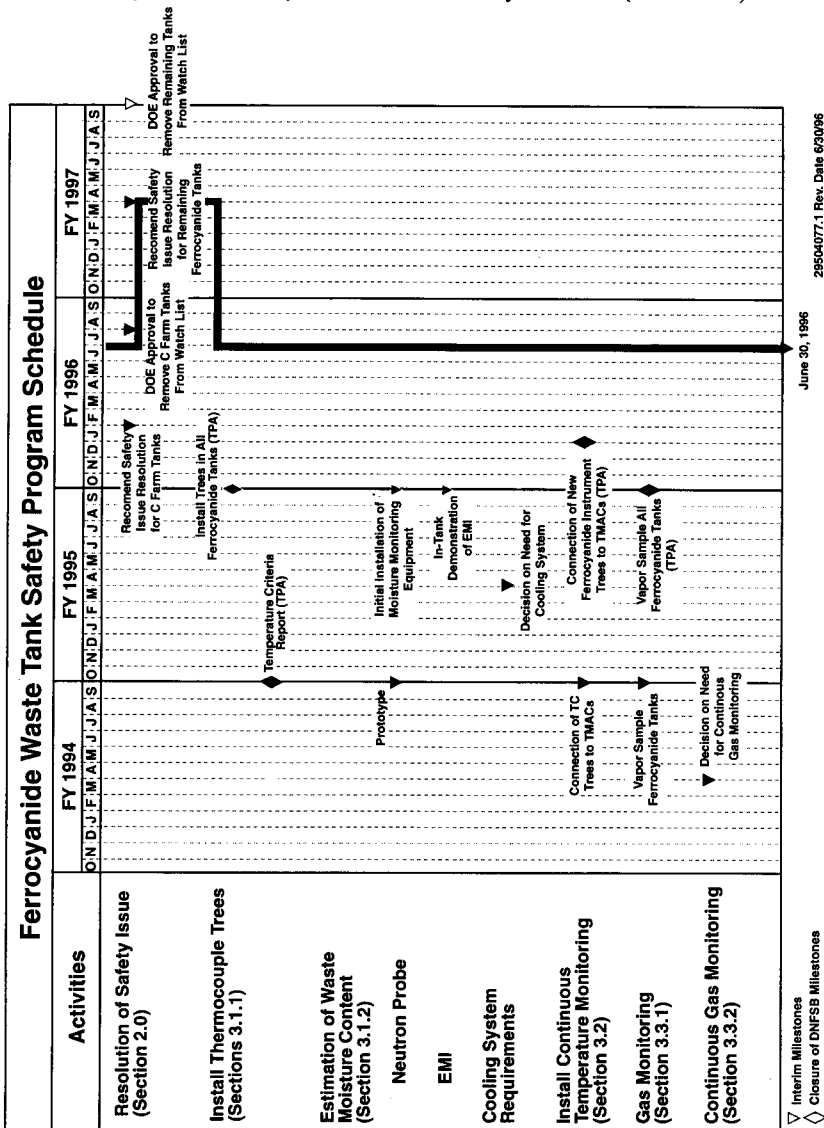 Ferrocyanide Waste Tank Safety Program Schedule
Activities
FY 1994
FY 1995
FY 1996
FY 1997
O N D J F M A M J J A S
O N D J F M A M J J A S
O N D J F M A M J J A S
O N D J F M A M J J A S
Resolution of Safety Issue
(Section 2.0)
Recomend Safety
Issue Resolution
for C Farm Tanks
DOE Approval to
Remove C Farm Tanks
From Watch List
Recomend Safety
Issue Resolution
for Remaining
Ferrocyanide Tanks
DOE Approval to
Remove Remaining Tanks
From Watch List
Install Thermocouple Trees
(Sections 3.1.1)
Temperature Criteria
Report (TPA)
Install Trees in All
Ferrocyanide Tanks (TPA)
Estimation of Waste
Moisture Content
(Section 3.1.2)
Neutron Probe
Prototype
Initial Installation of
Moisture Monitoring
Equipment
EMI
In-Tank
Demonstration
of EMI
Cooling System
Requirements
Decision on Need for
Cooling System
Install Continuous
Temperature Monitoring
(Section 3.2)
Connection of TC
Trees to TMACs
Connection of New
Ferrocyanide Instrument
Trees to TMACs (TPA)
Gas Monitoring
(Section 3.3.1)
Vapor Sample
Ferrocyanide Tanks
Vapor Sample All
Ferrocyanide Tanks
(TPA)
Continuous Gas Monitoring
(Section 3.3.2)
Decision on Need
for Continous
Gas Monitoring
Interim Milestones
Closure of DNFSB Milestones
June 30, 1996
29504077.1 Rev. Date 6/30/96